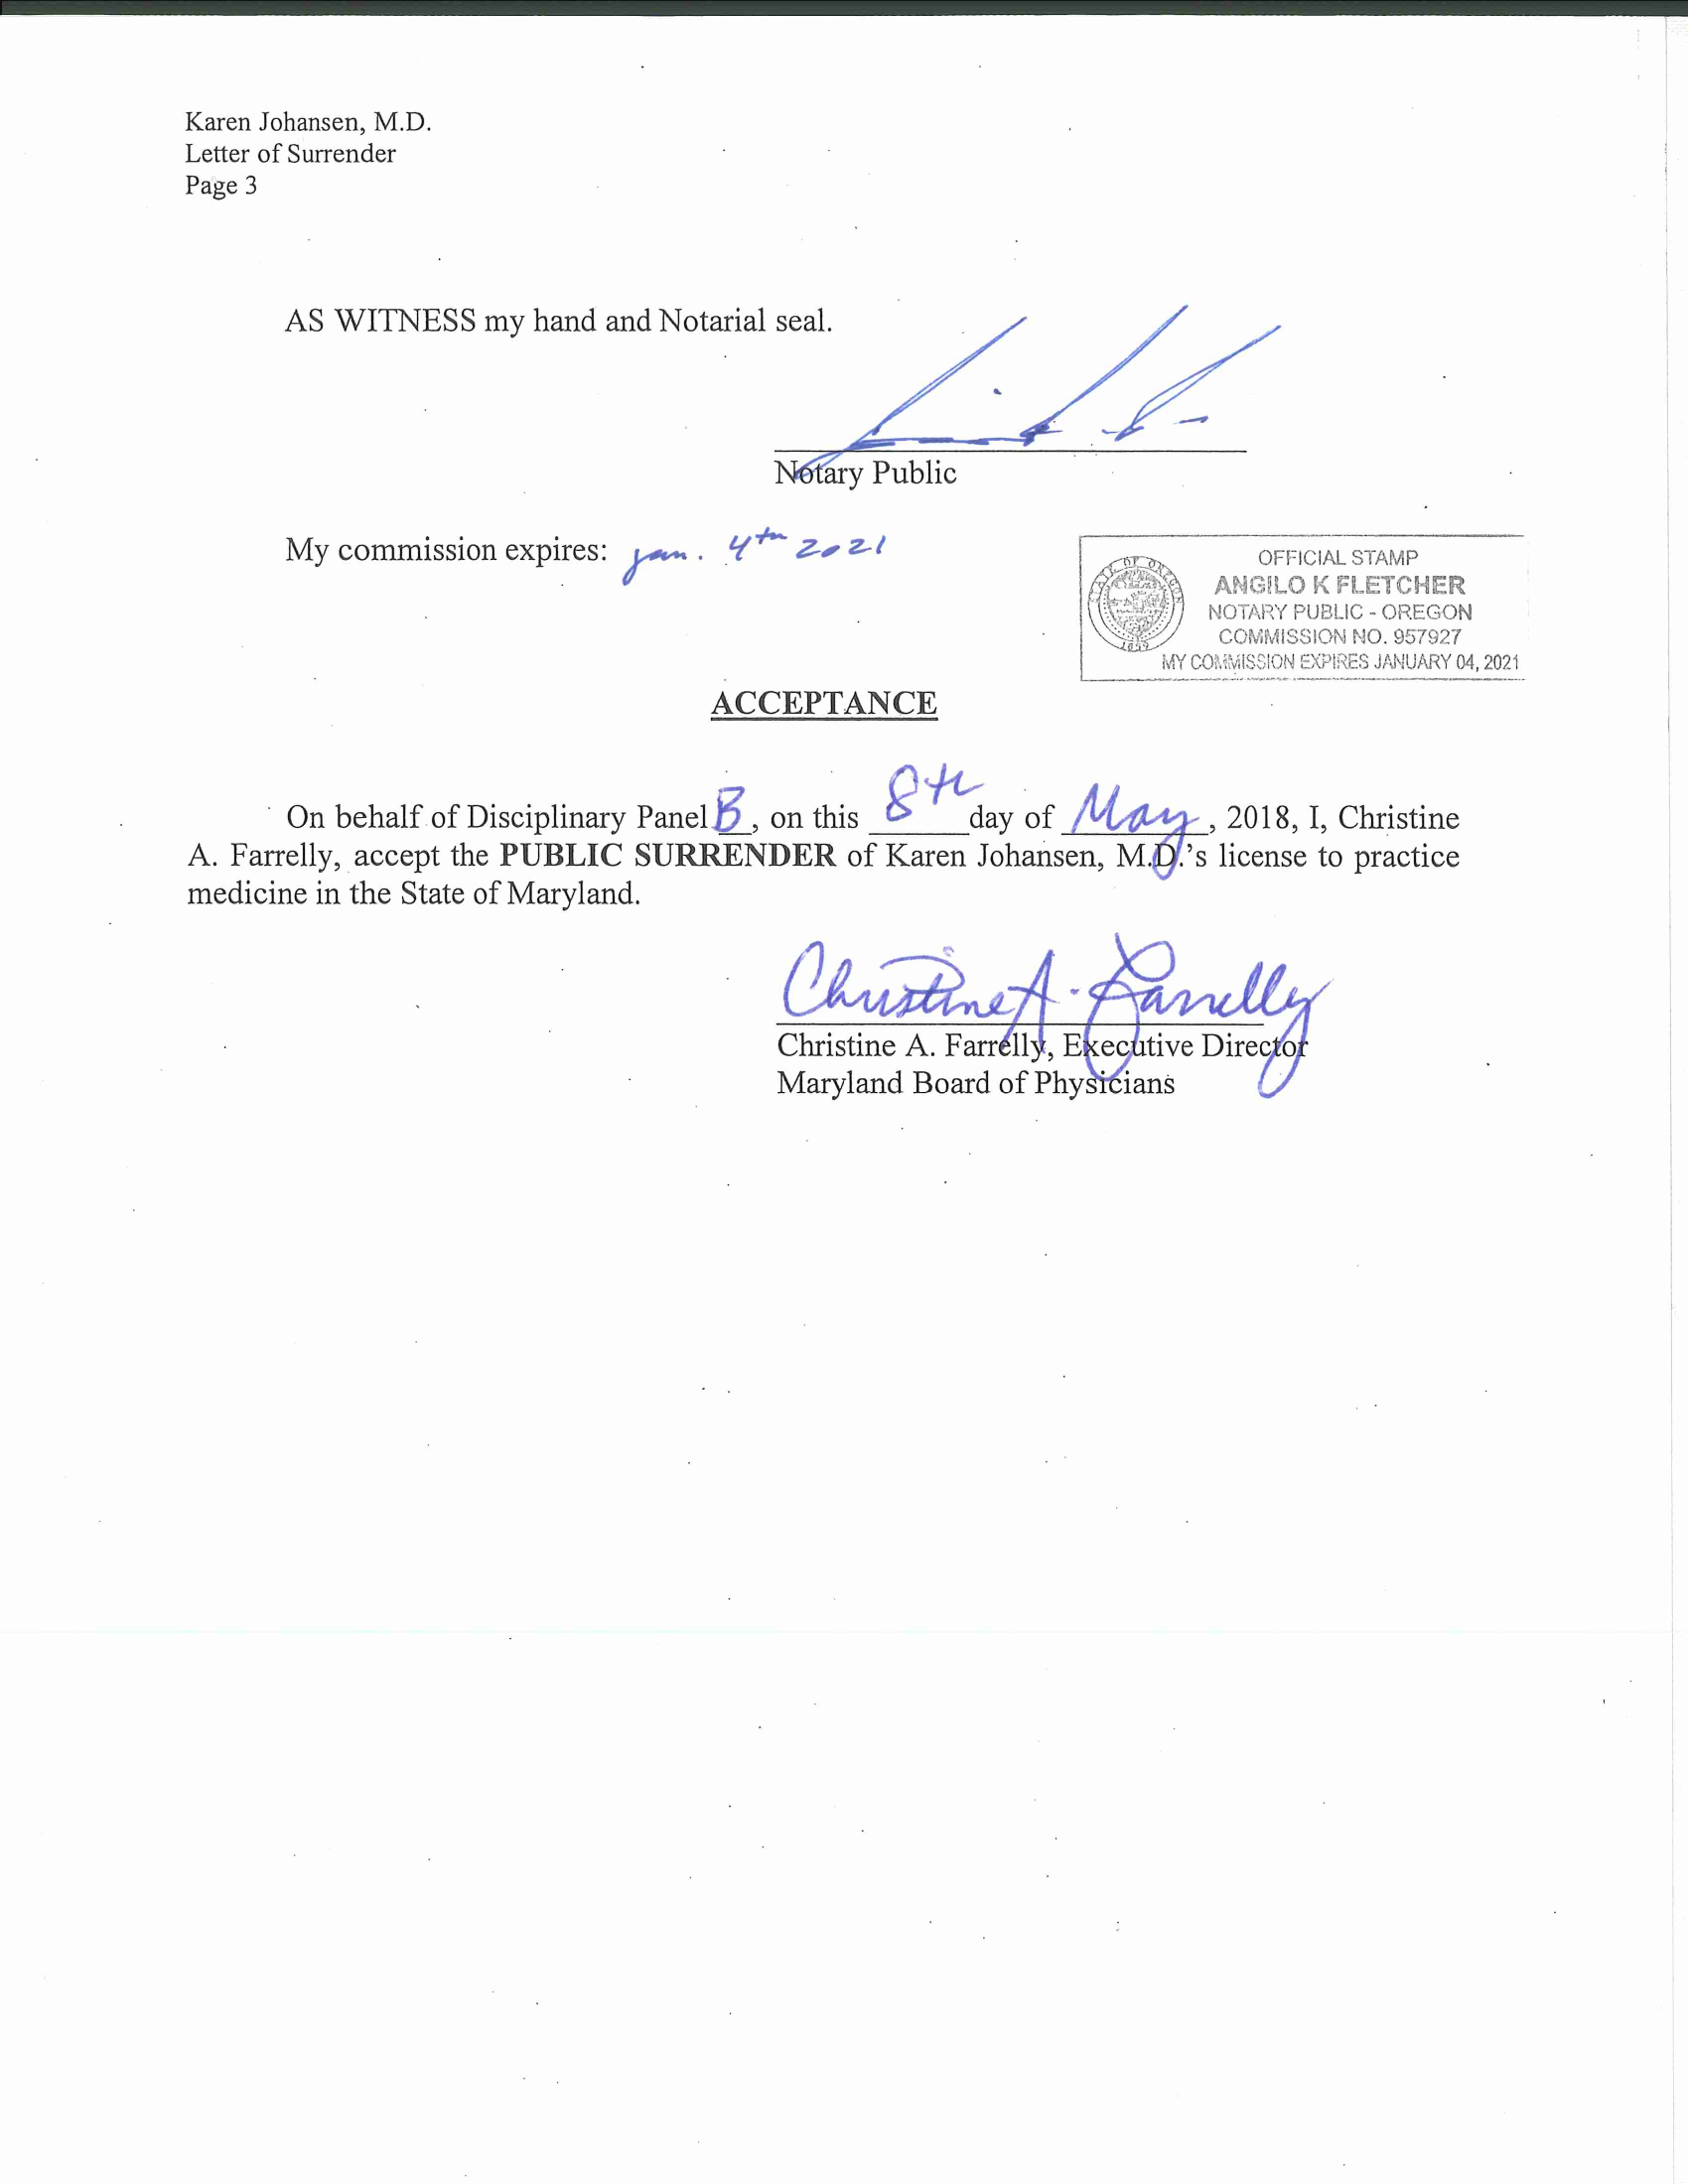 Karen Johansen, M.D.
Letter of Surrender
Page 3
AS WITNESS my hand and Notarial seal.
Notary Public
My commission expires: Jan. 4th 2021
STATE OF OREGON
1859
OFFICIAL STAMP
ANGILO K FLETCHER
NOTARY PUBLIC - OREGON
COMMISSION NO. 957927
MY COMMISSION EXPIRES JANUARY 04, 2021
ACCEPTANCE
On behalf of Disciplinary Panel B, on this 8th day of May, 2018, I, Christine
A. Farrelly, accept the PUBLIC SURRENDER of Karen Johansen, M.D.'s license to practice
medicine in the State of Maryland.
Christine A. Farrelly
Christine A. Farrelly, Executive Director
Maryland Board of Physicians